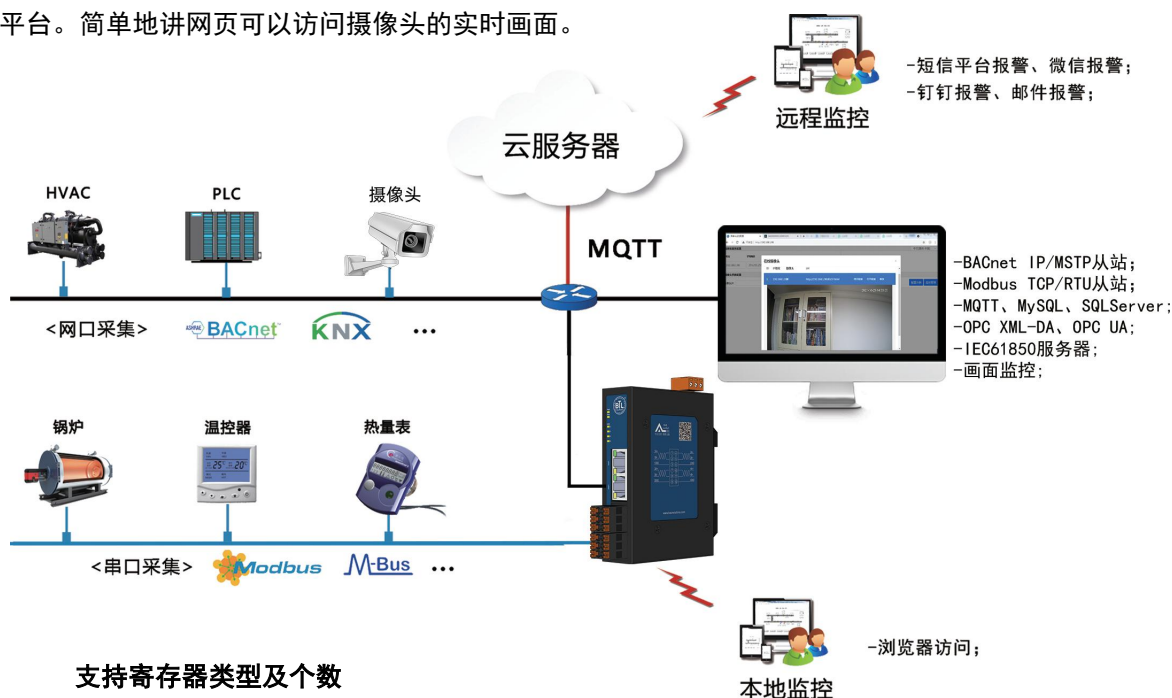 平台。简单地讲网页可以访问摄像头的实时画面。
-短信平台报警、微信报警;
-钉钉报警、邮件报警;
远程监控
云服务器
HVAC
PLC
摄像头
MQTT
-BACnet IP/MSTP从站;
-Modbus TCP/RTU从站;
-MQTT、MySQL、SQLServer;
-OPC XML-DA、OPC UA;
-IEC61850服务器;
-画面监控;
<网口采集>
ASHRAE BACnet
KNX
...
BTL
锅炉
温控器
热量表
25°
20°
<串口采集>
Modbus
M-Bus
...
-浏览器访问;
本地监控
支持寄存器类型及个数